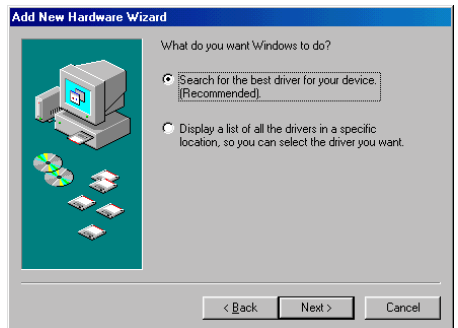 Add New Hardware Wizard
What do you want Windows to do?
Search for the best driver for your device.
(Recommended).
Display a list of all the drivers in a specific
location, so you can select the driver you want.
< Back Next > Cancel